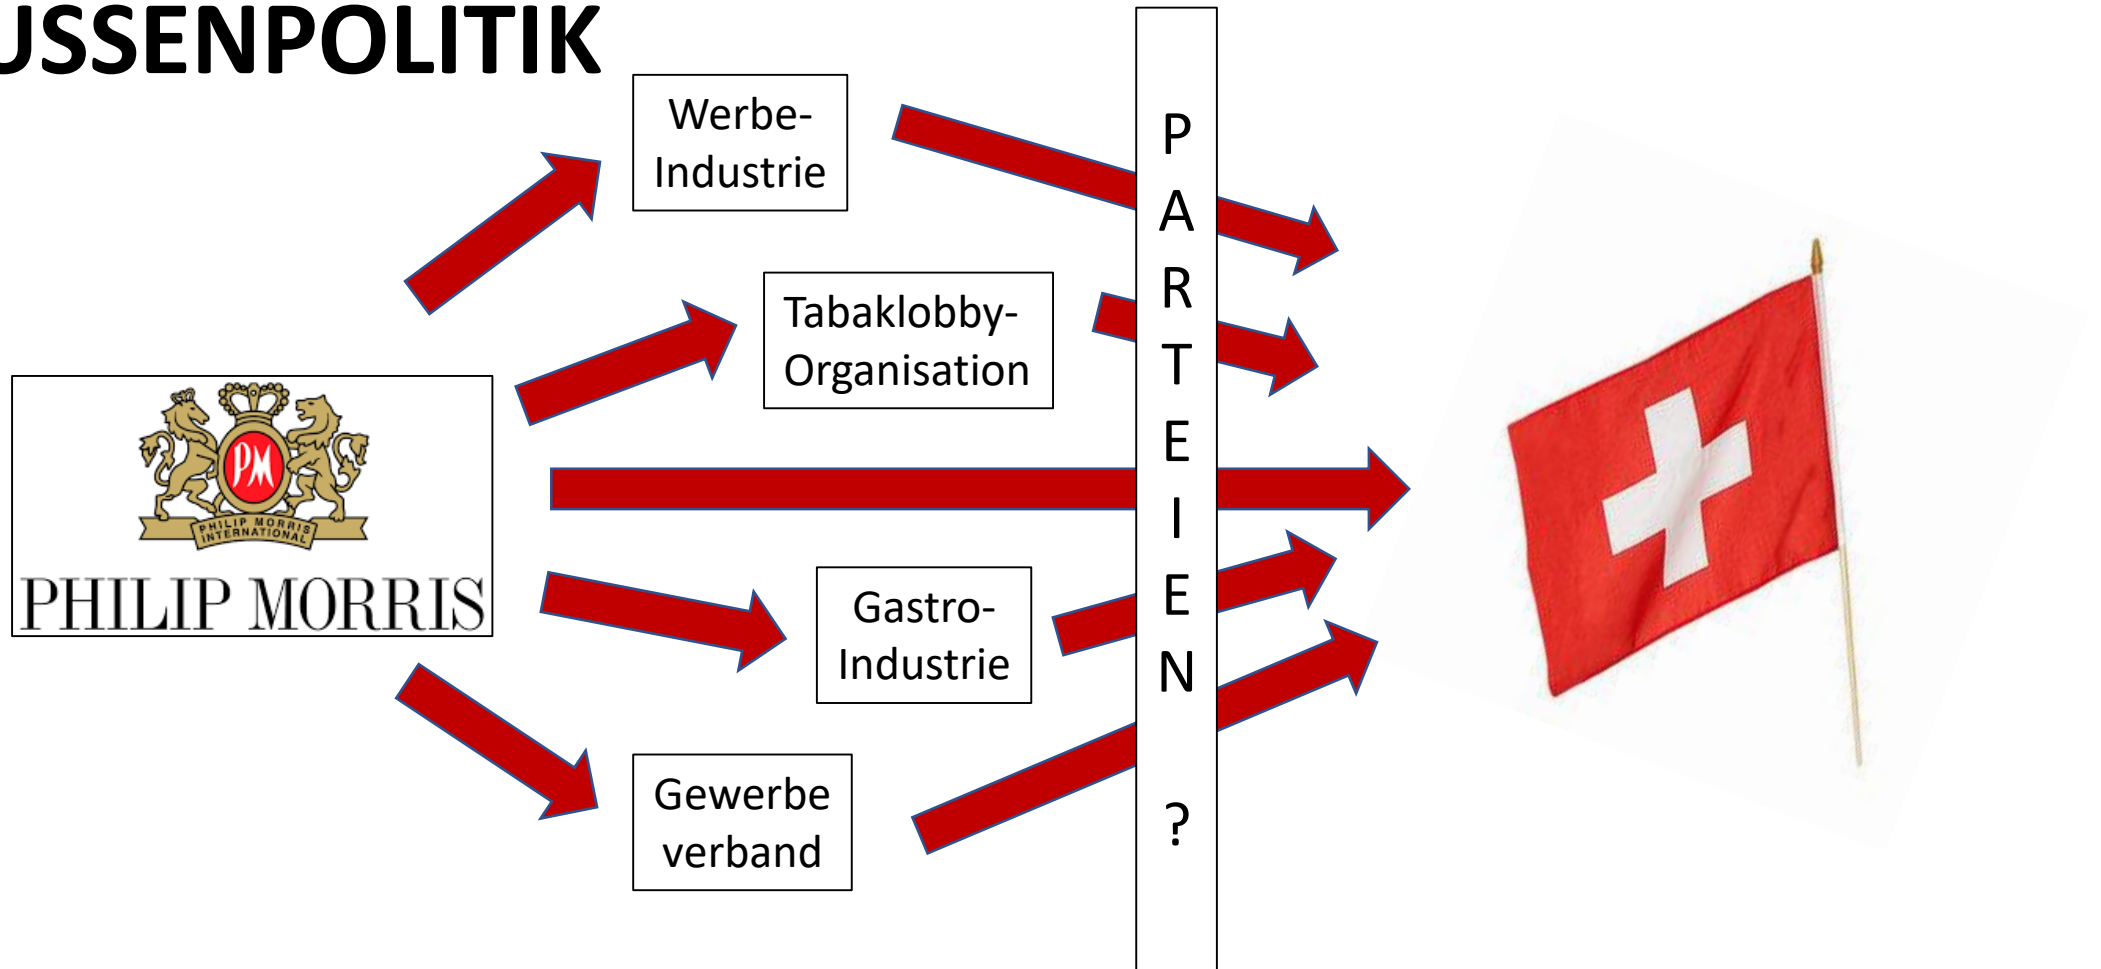 USSENPOLITIK
Werbe-
Industrie
Tabaklobby-
Organisation
PM
PHILIP MORRIS
INTERNATIONAL
PHILIP MORRIS
Gastro-
Industrie
Gewerbe
verband
P
A
R
T
E
I
E
N
?